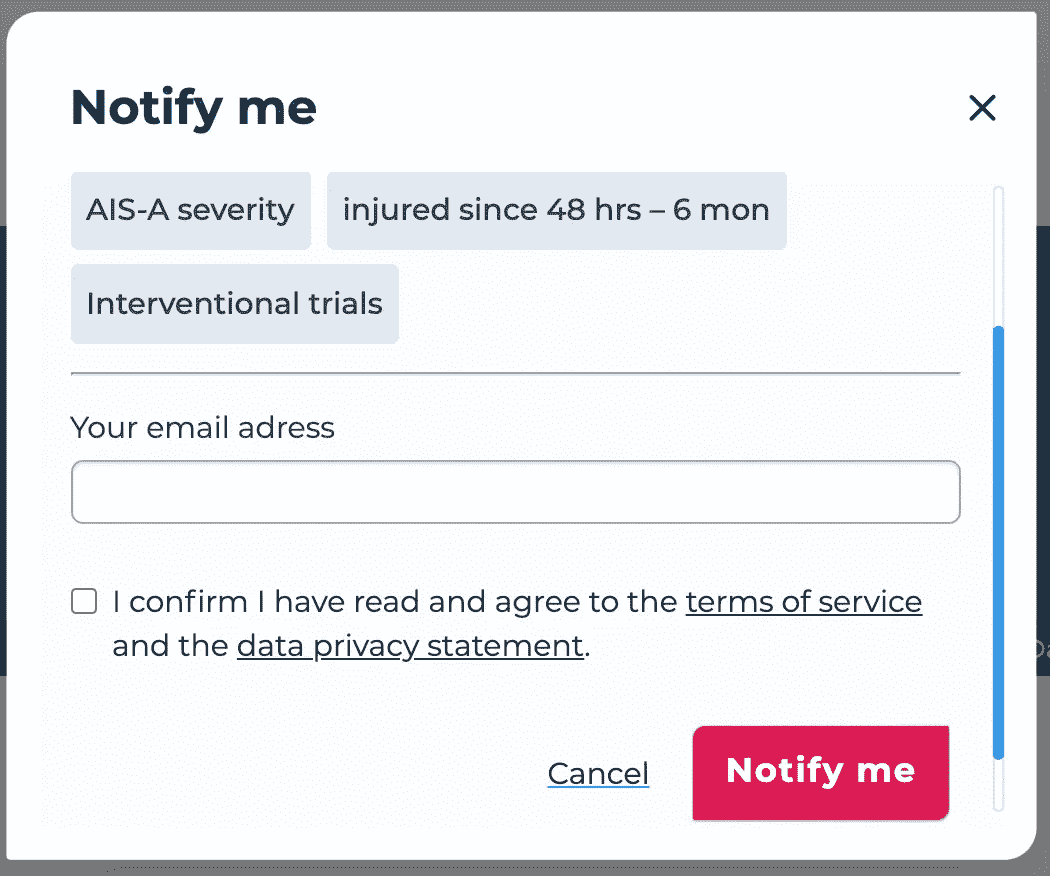 Notify me
AIS-A severity
injured since 48 hrs – 6 mon
Interventional trials
Your email adress
I confirm I have read and agree to the terms of service
and the data privacy statement.
Cancel
Notify me